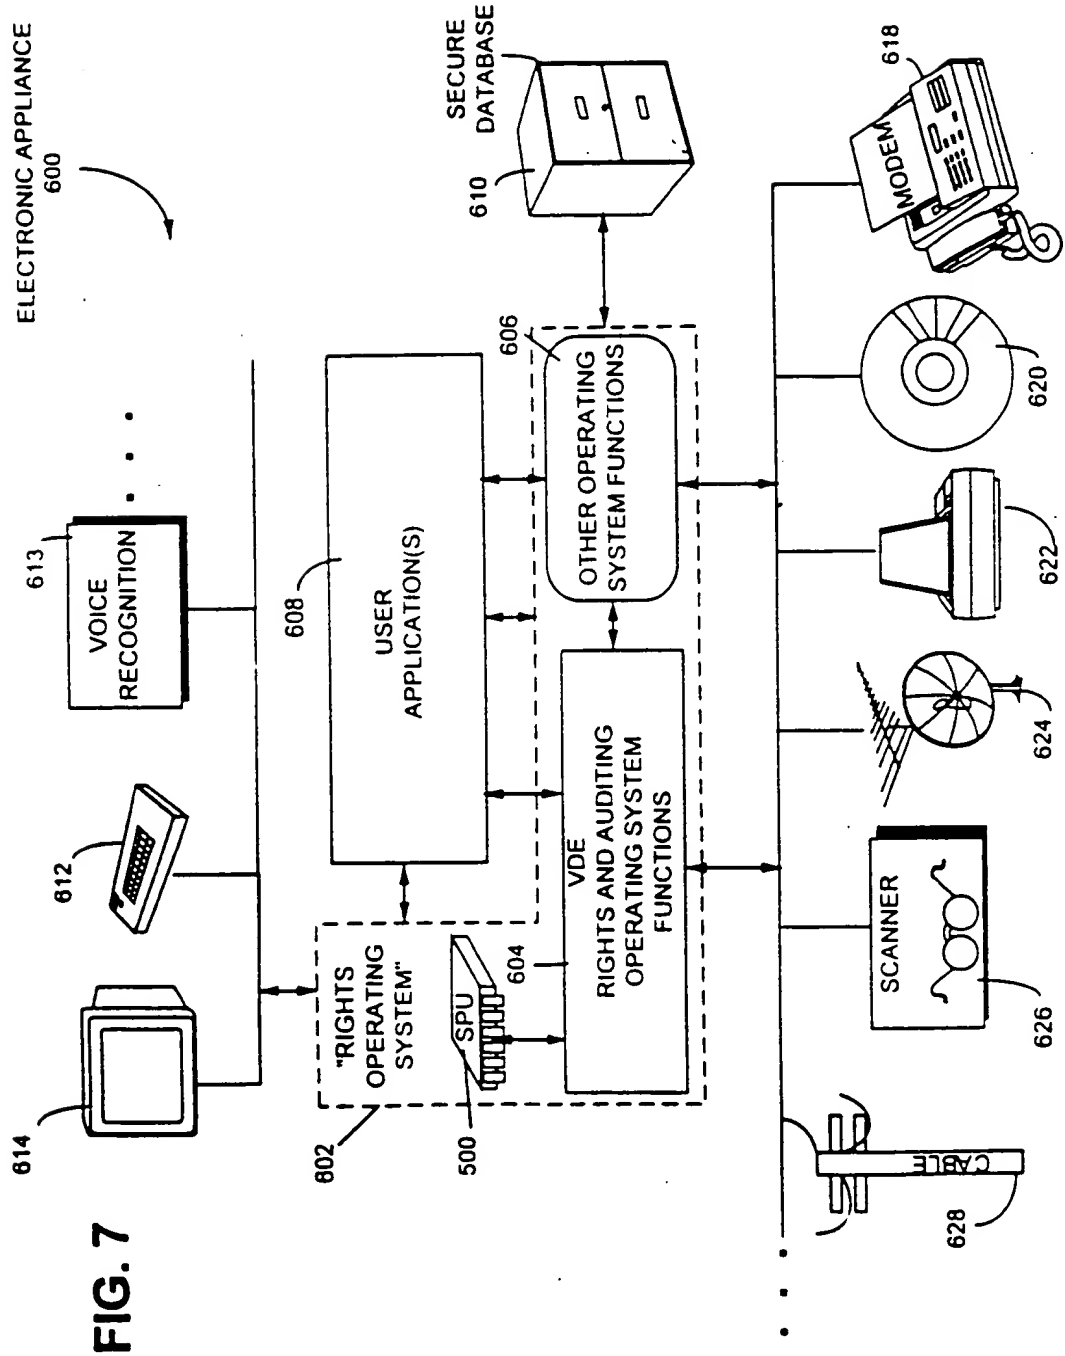 ELECTRONIC APPLIANCE
600
613
VOICE
RECOGNITION
612
614
608
USER
APPLICATION(S)
SECURE
DATABASE
610
606
OTHER OPERATING
SYSTEM FUNCTIONS
"RIGHTS
OPERATING
SYSTEM"
602
SPU
500
604
VDE
RIGHTS AND AUDITING
OPERATING SYSTEM
FUNCTIONS
CABLE
628
SCANNER
626
624
622
620
MODEM
618
FIG. 7